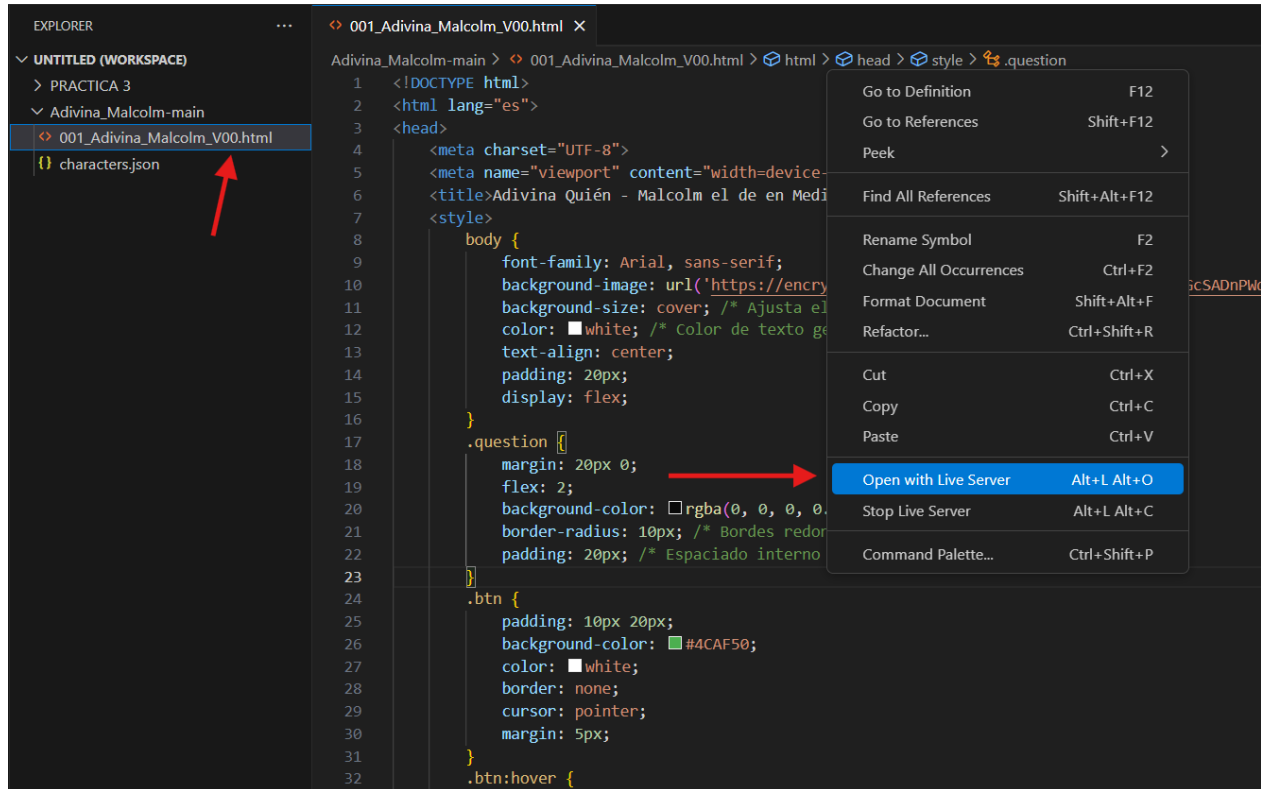 EXPLORER
001_Adivina_Malcolm_V00.html
UNTITLED (WORKSPACE)
PRACTICA 3
Adivina_Malcolm-main
001_Adivina_Malcolm_V00.html
characters.json
Adivina_Malcolm-main > 001_Adivina_Malcolm_V00.html > html > head > style > .question
1 <!DOCTYPE html>
2 <html lang="es">
3 <head>
4 <meta charset="UTF-8">
5 <meta name="viewport" content="width=device-
6 <title>Adivina Quién - Malcolm el de en Medi
7 <style>
8 body {
9 font-family: Arial, sans-serif;
10 background-image: url('https://encry
GcSADnPWc
11 background-size: cover; /* Ajusta el
12 color: white; /* Color de texto ge
13 text-align: center;
14 padding: 20px;
15 display: flex;
16 }
17 .question {
18 margin: 20px 0;
19 flex: 2;
20 background-color: rgba(0, 0, 0, 0.
21 border-radius: 10px; /* Bordes redon
22 padding: 20px; /* Espaciado interno
23 }
24 .btn {
25 padding: 10px 20px;
26 background-color: #4CAF50;
27 color: white;
28 border: none;
29 cursor: pointer;
30 margin: 5px;
31 }
32 .btn:hover {
Go to Definition F12
Go to References Shift+F12
Peek >
Find All References Shift+Alt+F12
Rename Symbol F2
Change All Occurrences Ctrl+F2
Format Document Shift+Alt+F
Refactor... Ctrl+Shift+R
Cut Ctrl+X
Copy Ctrl+C
Paste Ctrl+V
Open with Live Server Alt+L Alt+O
Stop Live Server Alt+L Alt+C
Command Palette... Ctrl+Shift+P